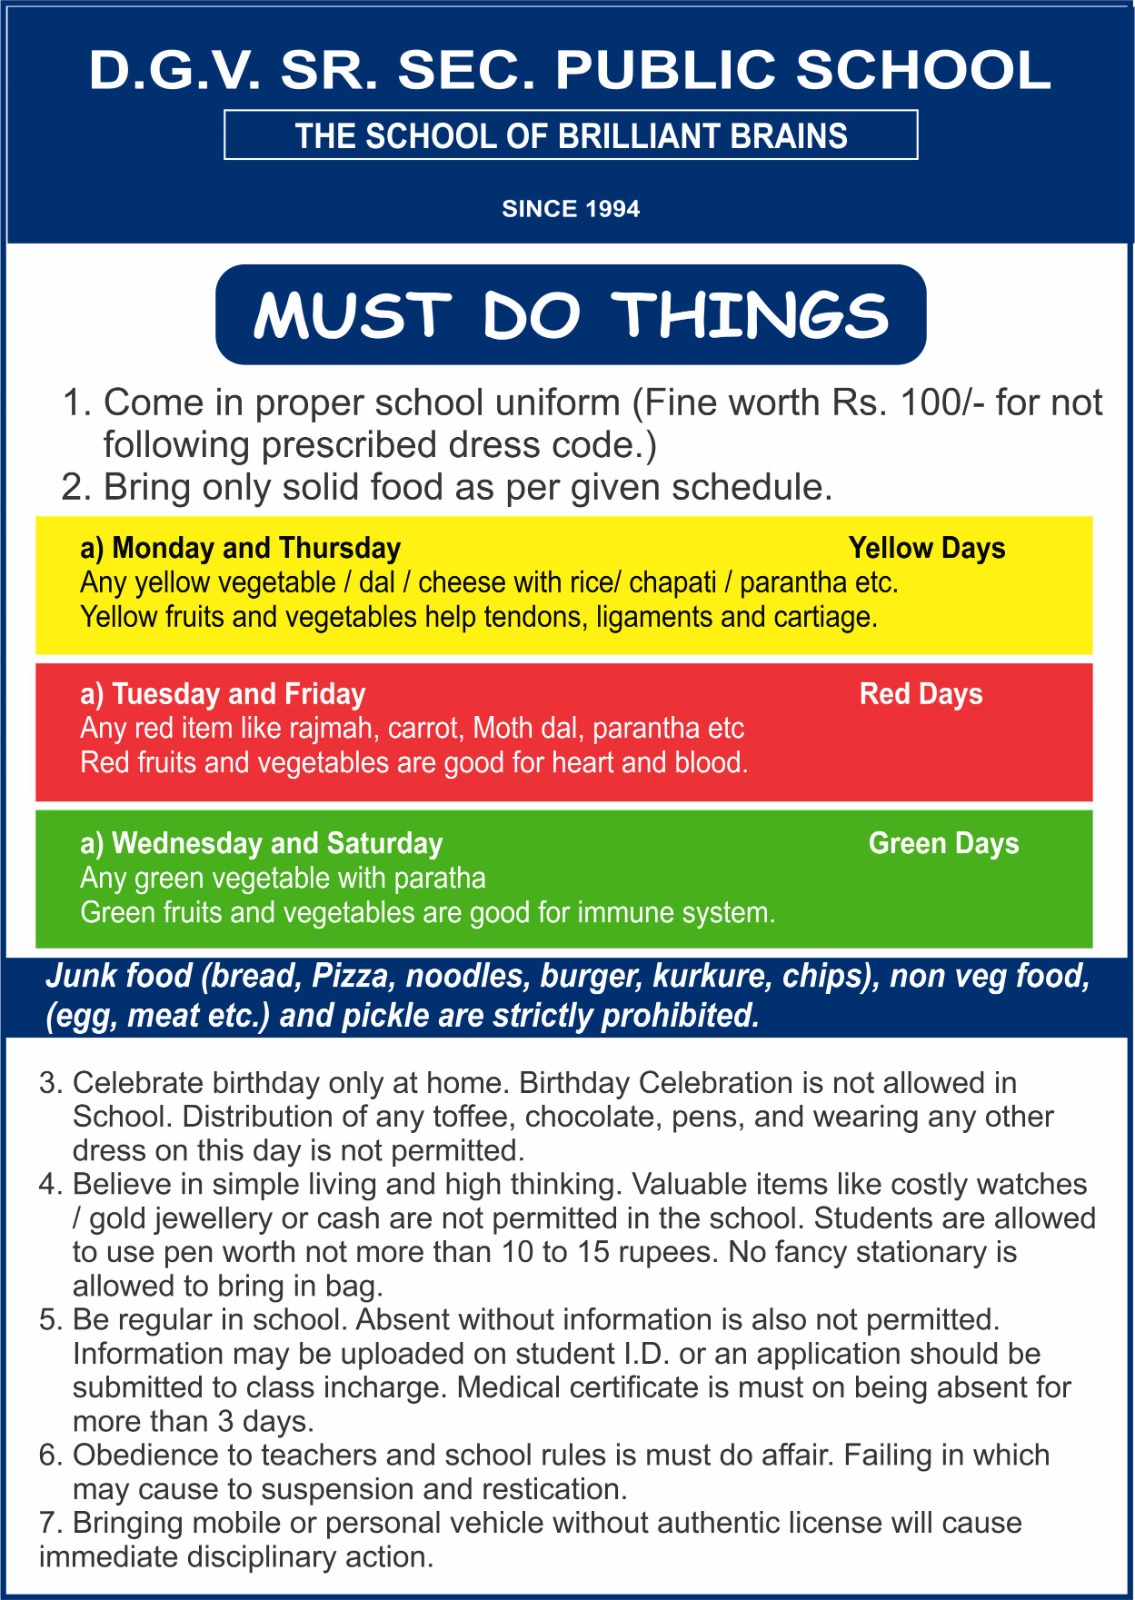 D.G.V. SR. SEC. PUBLIC SCHOOL
THE SCHOOL OF BRILLIANT BRAINS
SINCE 1994
MUST DO THINGS
1. Come in proper school uniform (Fine worth Rs. 100/- for not
following prescribed dress code.)
2. Bring only solid food as per given schedule.
a) Monday and Thursday Yellow Days
Any yellow vegetable / dal / cheese with rice/ chapati / parantha etc.
Yellow fruits and vegetables help tendons, ligaments and cartiage.
a) Tuesday and Friday Red Days
Any red item like rajmah, carrot, Moth dal, parantha etc
Red fruits and vegetables are good for heart and blood.
a) Wednesday and Saturday Green Days
Any green vegetable with paratha
Green fruits and vegetables are good for immune system.
Junk food (bread, Pizza, noodles, burger, kurkure, chips), non veg food,
(egg, meat etc.) and pickle are strictly prohibited.
3. Celebrate birthday only at home. Birthday Celebration is not allowed in
School. Distribution of any toffee, chocolate, pens, and wearing any other
dress on this day is not permitted.
4. Believe in simple living and high thinking. Valuable items like costly watches
/ gold jewellery or cash are not permitted in the school. Students are allowed
to use pen worth not more than 10 to 15 rupees. No fancy stationary is
allowed to bring in bag.
5. Be regular in school. Absent without information is also not permitted.
Information may be uploaded on student I.D. or an application should be
submitted to class incharge. Medical certificate is must on being absent for
more than 3 days.
6. Obedience to teachers and school rules is must do affair. Failing in which
may cause to suspension and restication.
7. Bringing mobile or personal vehicle without authentic license will cause
immediate disciplinary action.